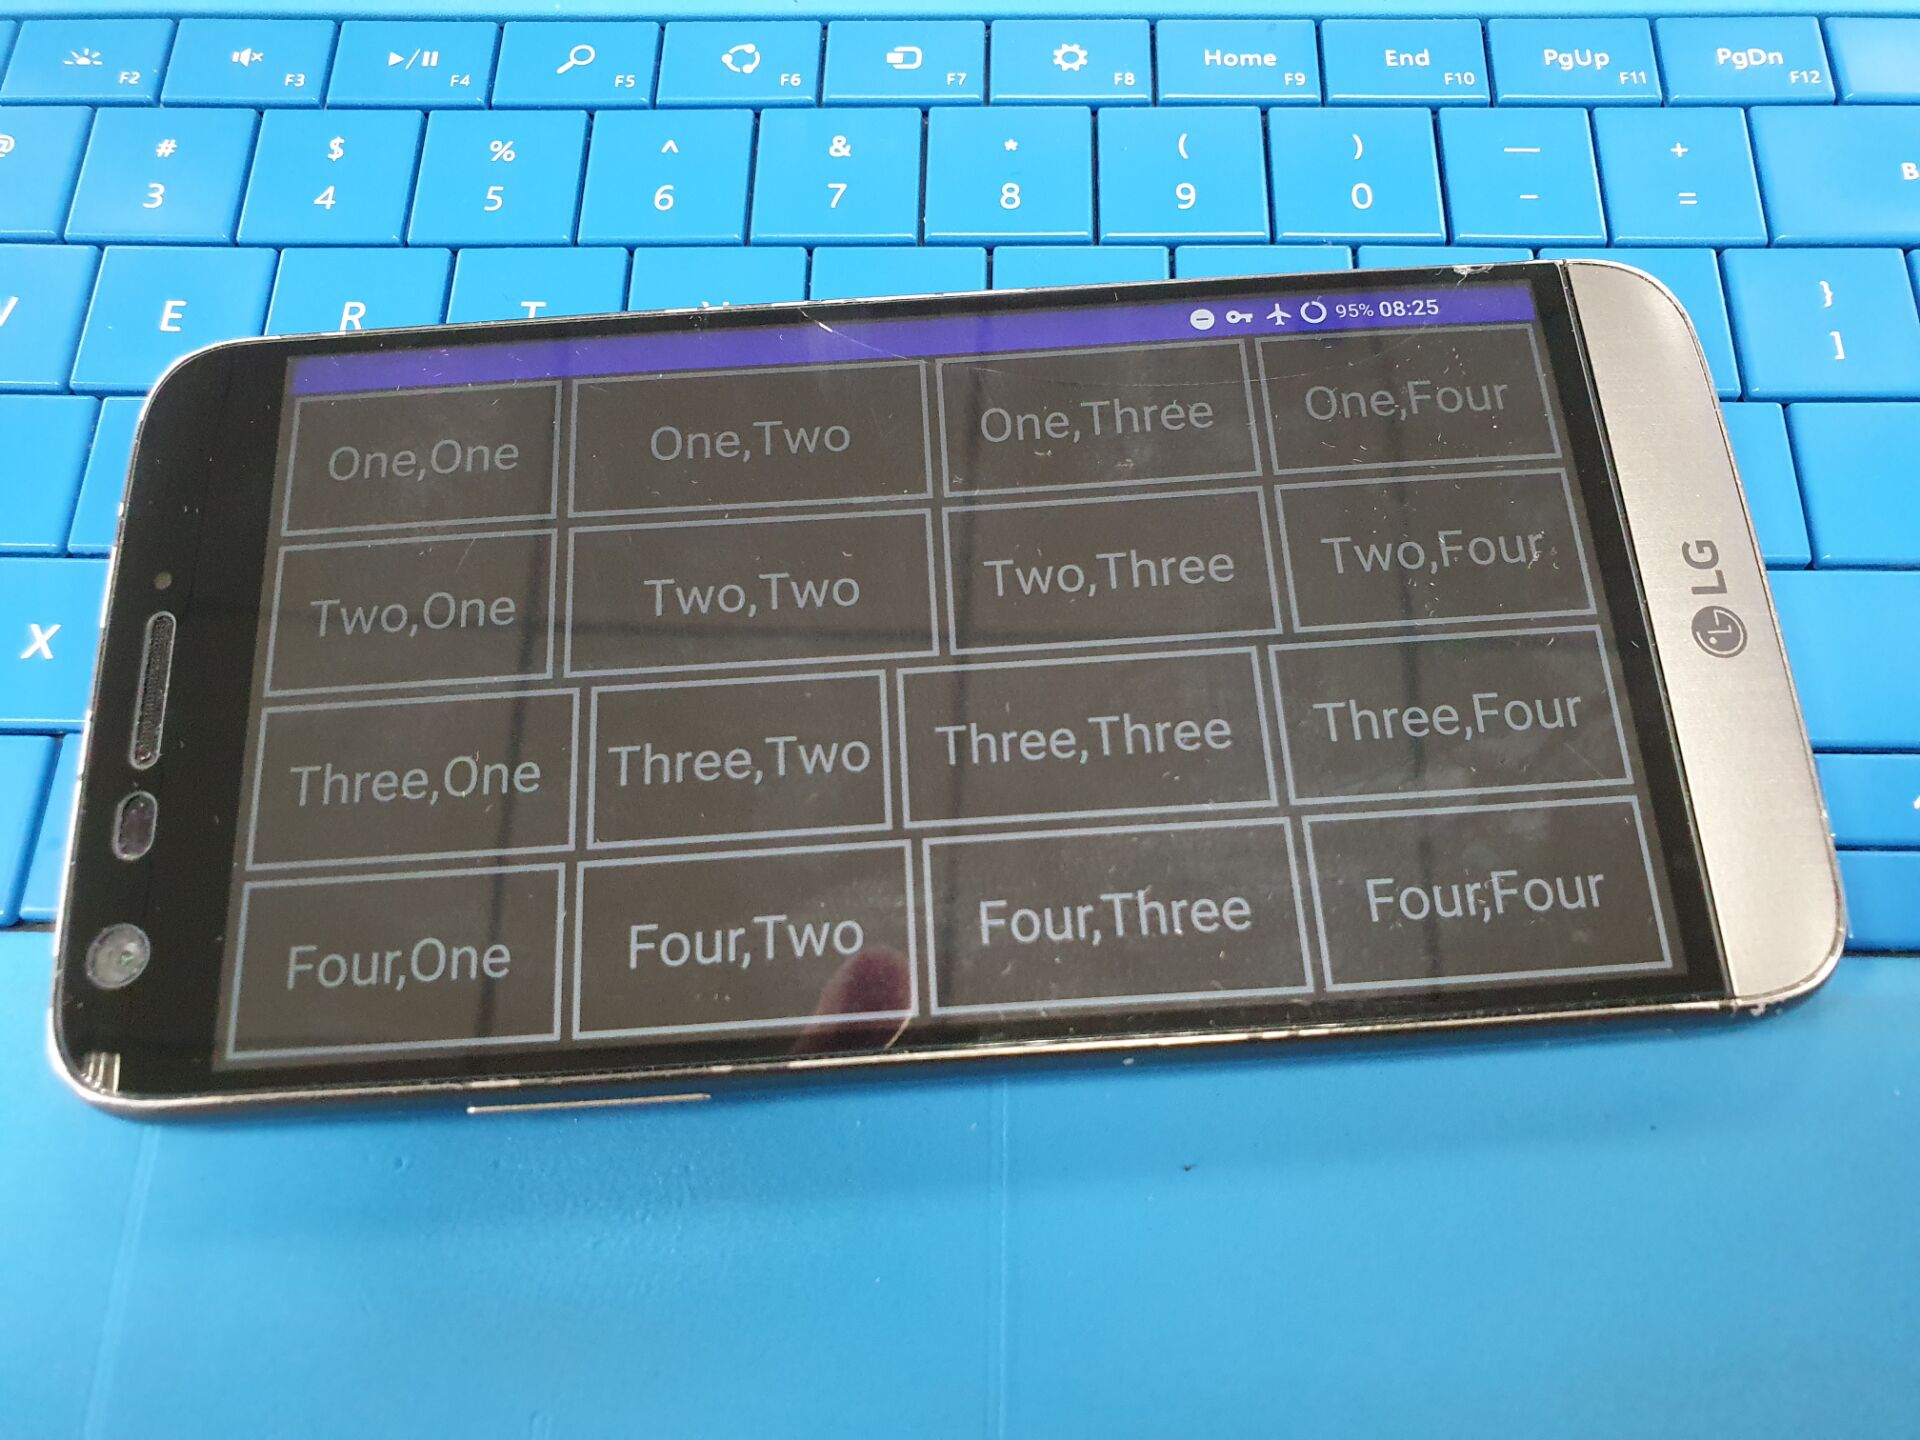 F2 F3 F4 F5 F6 F7 F8 Home F9 End F10 PgUp F11 PgDn F12
@ # $ % ^ & * ( ) — +
3 4 5 6 7 8 9 0 - = B
E R T }
]
X
95% 08:25
One,One One,Two One,Three One,Four
Two,One Two,Two Two,Three Two,Four
Three,One Three,Two Three,Three Three,Four
Four,One Four,Two Four,Three Four,Four
LG